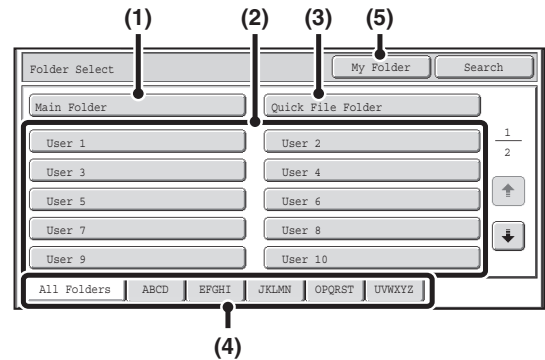 (1) (2) (3) (5)
Folder Select My Folder Search
Main Folder Quick File Folder
User 1 User 2 1
User 3 User 4 2
User 5 User 6
User 7 User 8
User 9 User 10
All Folders ABCD EFGHI JKLMN OPQRST UVWXYZ
(4)